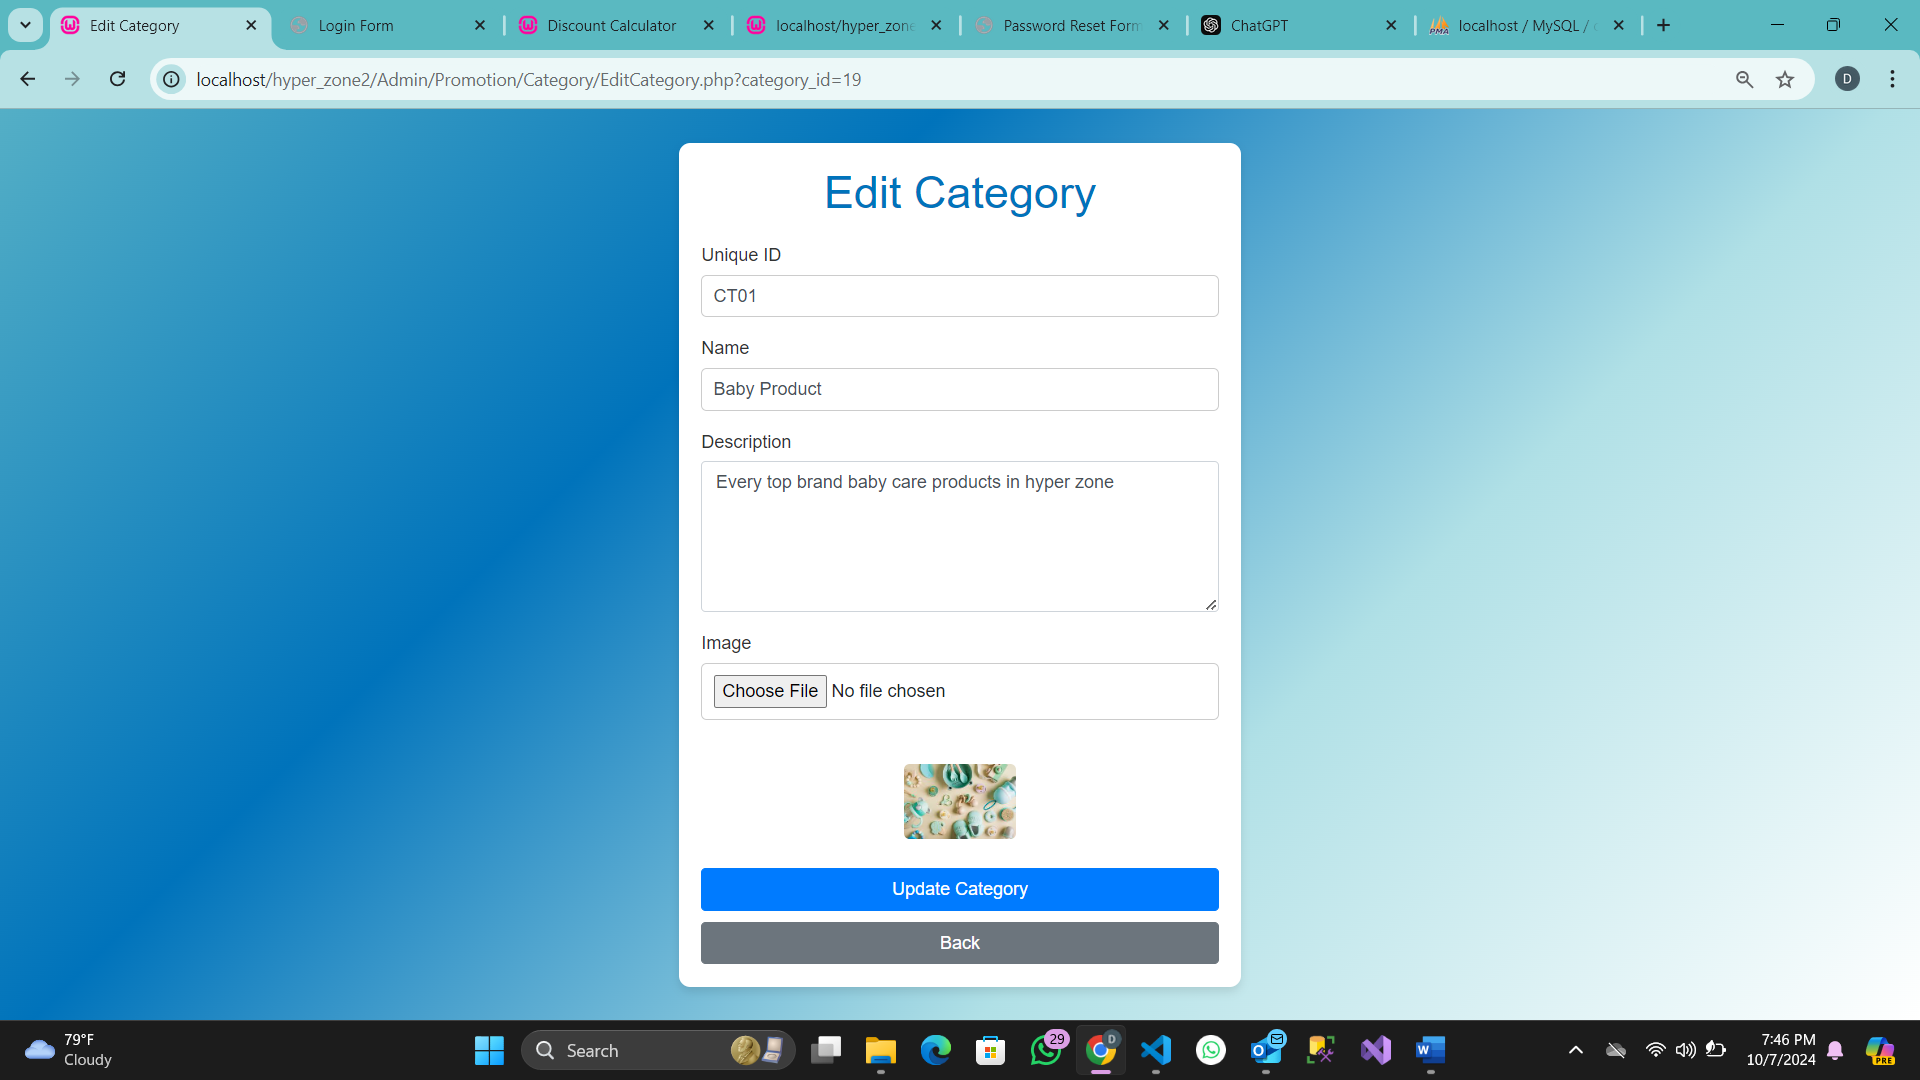 Edit Category
Login Form
Discount Calculator
localhost/hyper_zone
Password Reset Form
ChatGPT
localhost / MySQL /
localhost/hyper_zone2/Admin/Promotion/Category/EditCategory.php?category_id=19
D
Edit Category
Unique ID
CT01
Name
Baby Product
Description
Every top brand baby care products in hyper zone
Image
Choose File No file chosen
Update Category
Back
79°F
Cloudy
Search
29
D
7:46 PM
10/7/2024
PRE